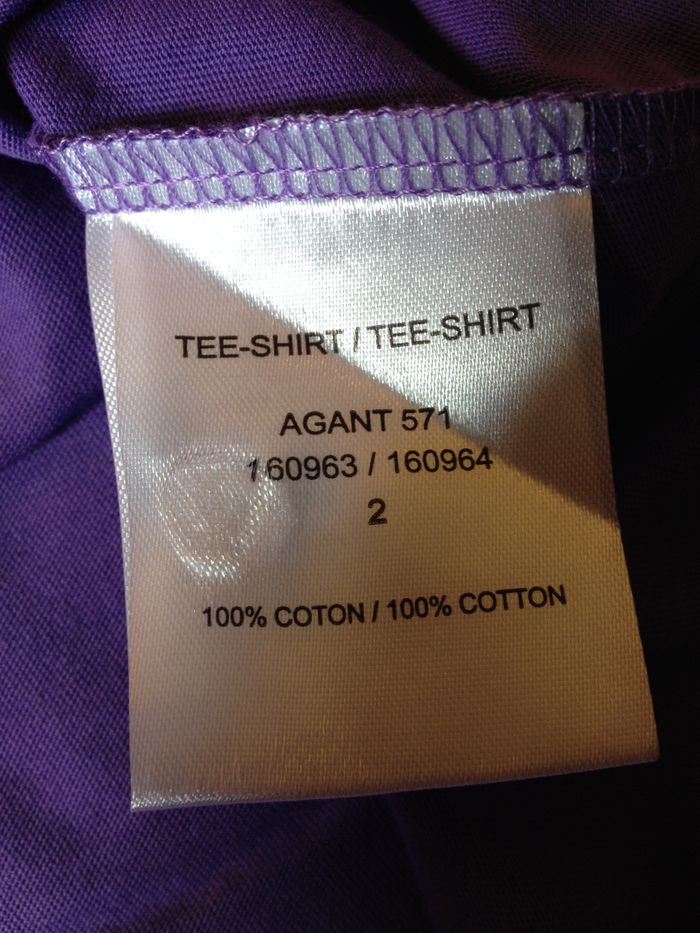 TEE-SHIRT / TEE-SHIRT
AGANT 571
160963 / 160964
2
100% COTON / 100% COTTON